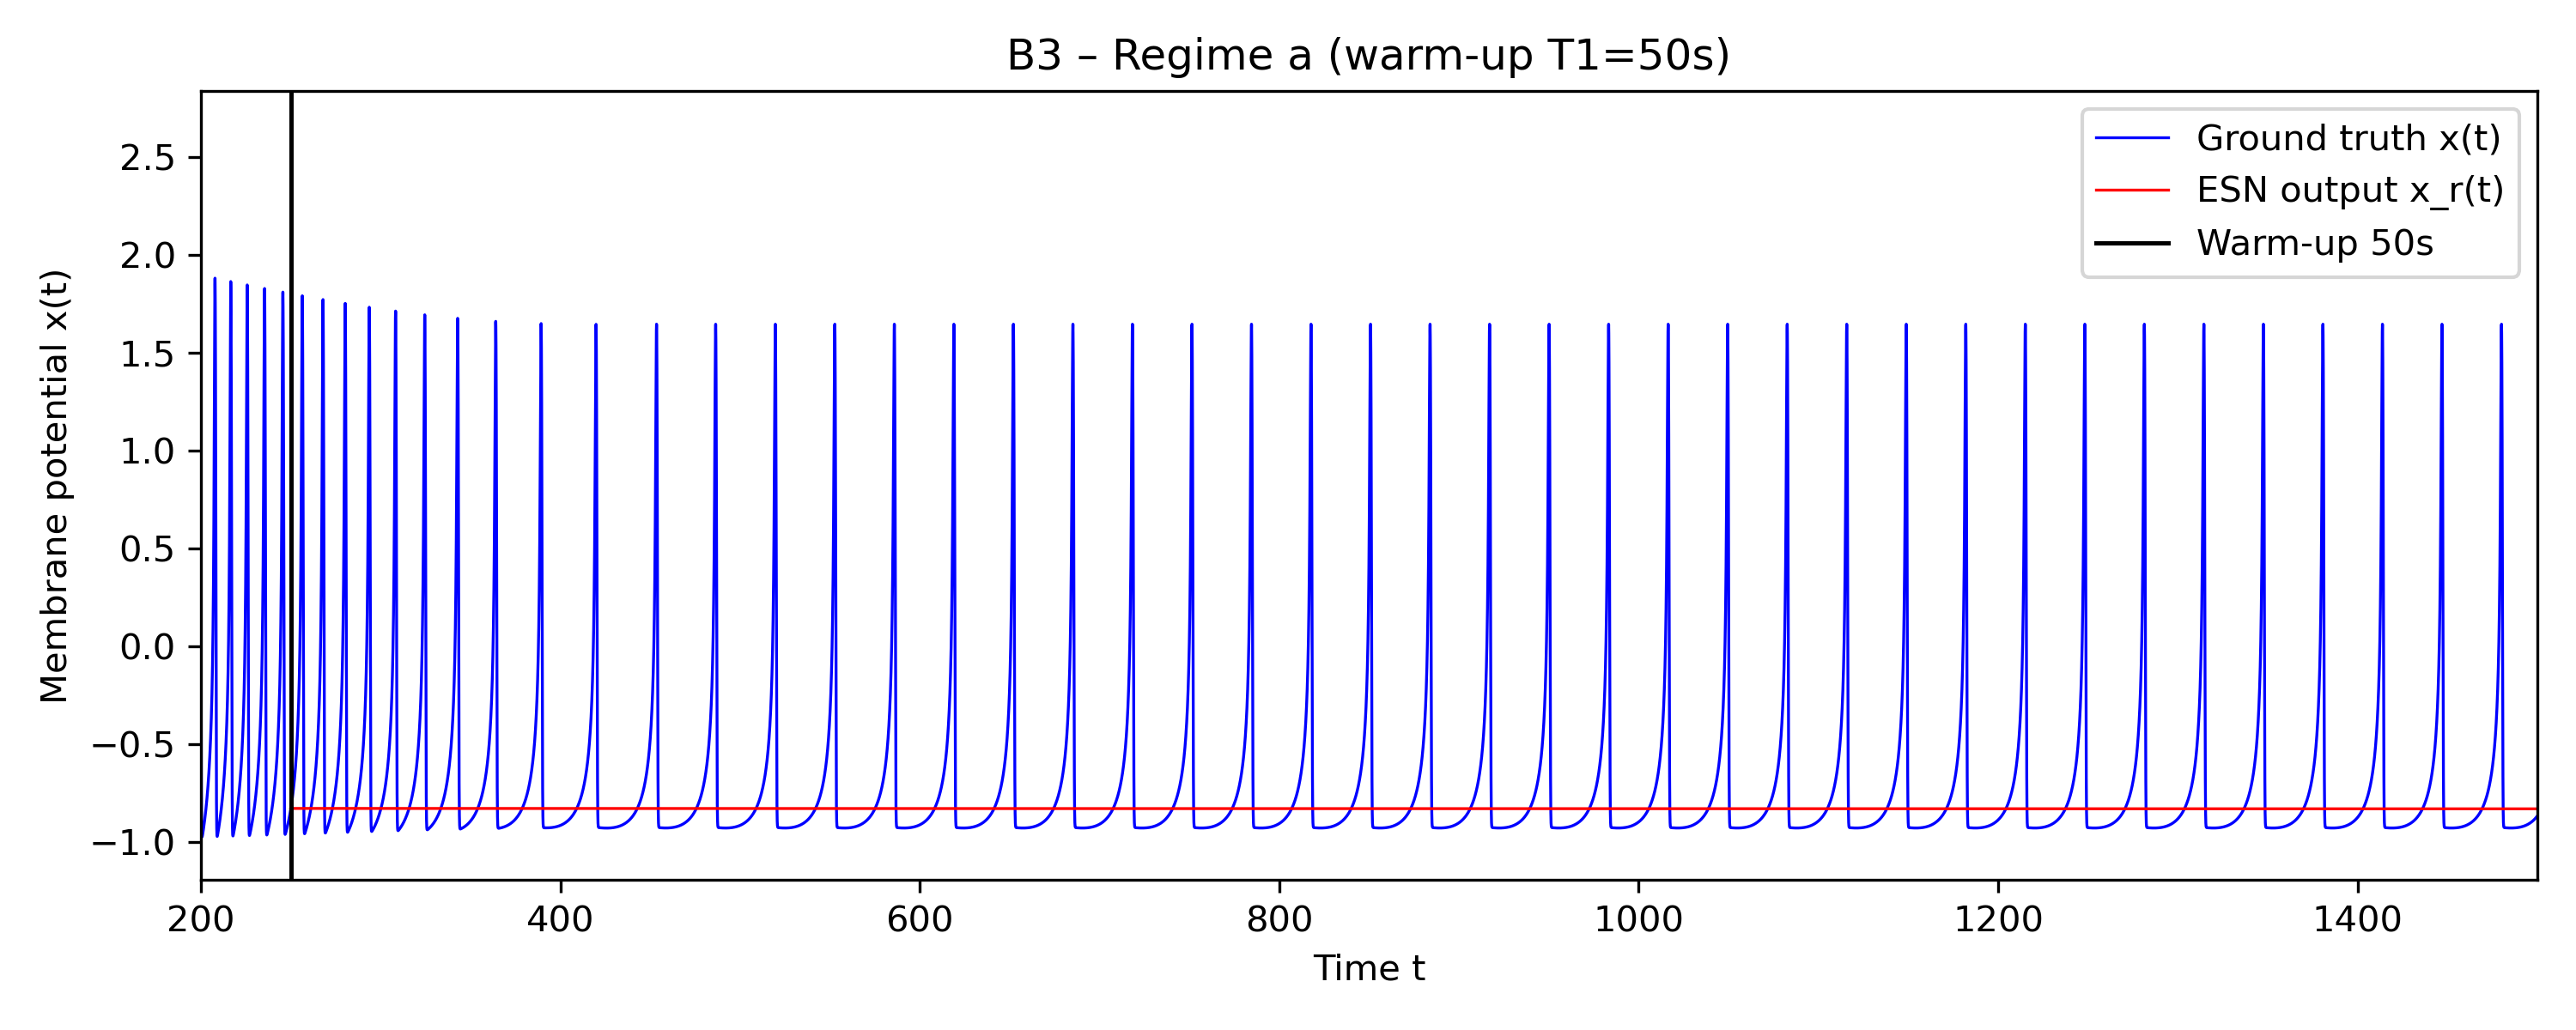 B3 – Regime a (warm-up T1=50s)
Ground truth x(t)
ESN output x_r(t)
Warm-up 50s
Membrane potential x(t)
2.5
2.0
1.5
1.0
0.5
0.0
−0.5
−1.0
200 400 600 800 1000 1200 1400
Time t